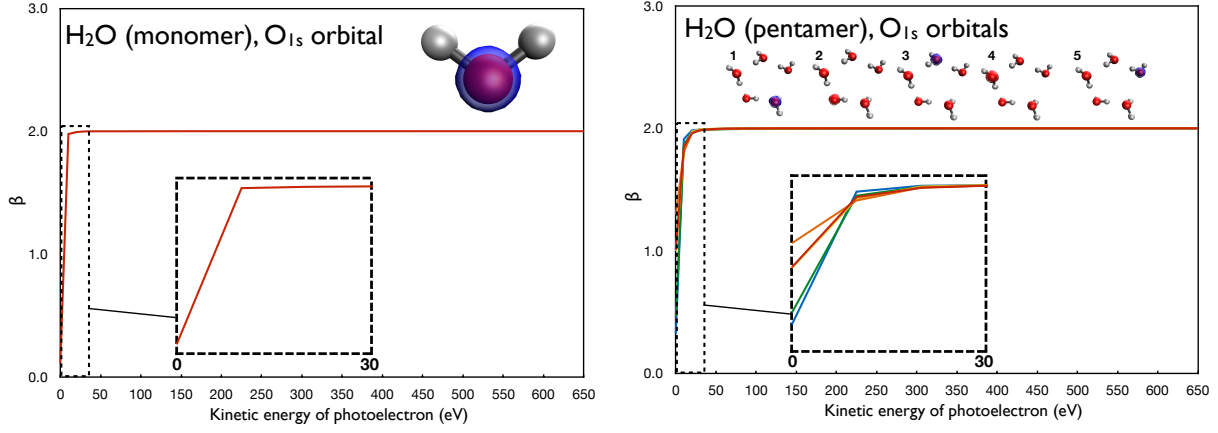 H₂O (monomer), O₁ₛ orbital
3.0
2.0
1.0
0.0
β
0 30
0 50 100 150 200 250 300 350 400 450 500 550 600 650
Kinetic energy of photoelectron (eV)
H₂O (pentamer), O₁ₛ orbitals
1 2 3 4 5
3.0
2.0
1.0
0.0
β
0 30
0 50 100 150 200 250 300 350 400 450 500 550 600 650
Kinetic energy of photoelectron (eV)